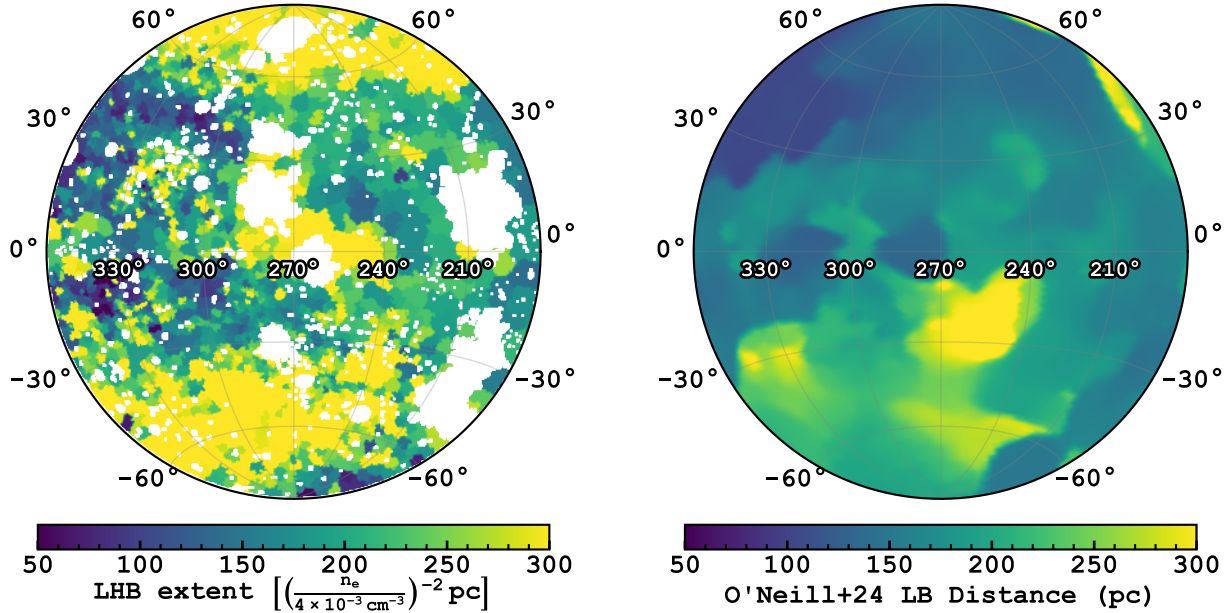 60° 60° 60° 60°
30° 30° 30° 30°
0° 0° 0° 0°
330° 300° 270° 240° 210° 330° 300° 270° 240° 210°
−30° −30° −30° −30°
−60° −60° −60° −60°
50 100 150 200 250 300 50 100 150 200 250 300
LHB extent [(n_e / 4 × 10⁻³ cm⁻³)⁻² pc] O'Neill+24 LB Distance (pc)